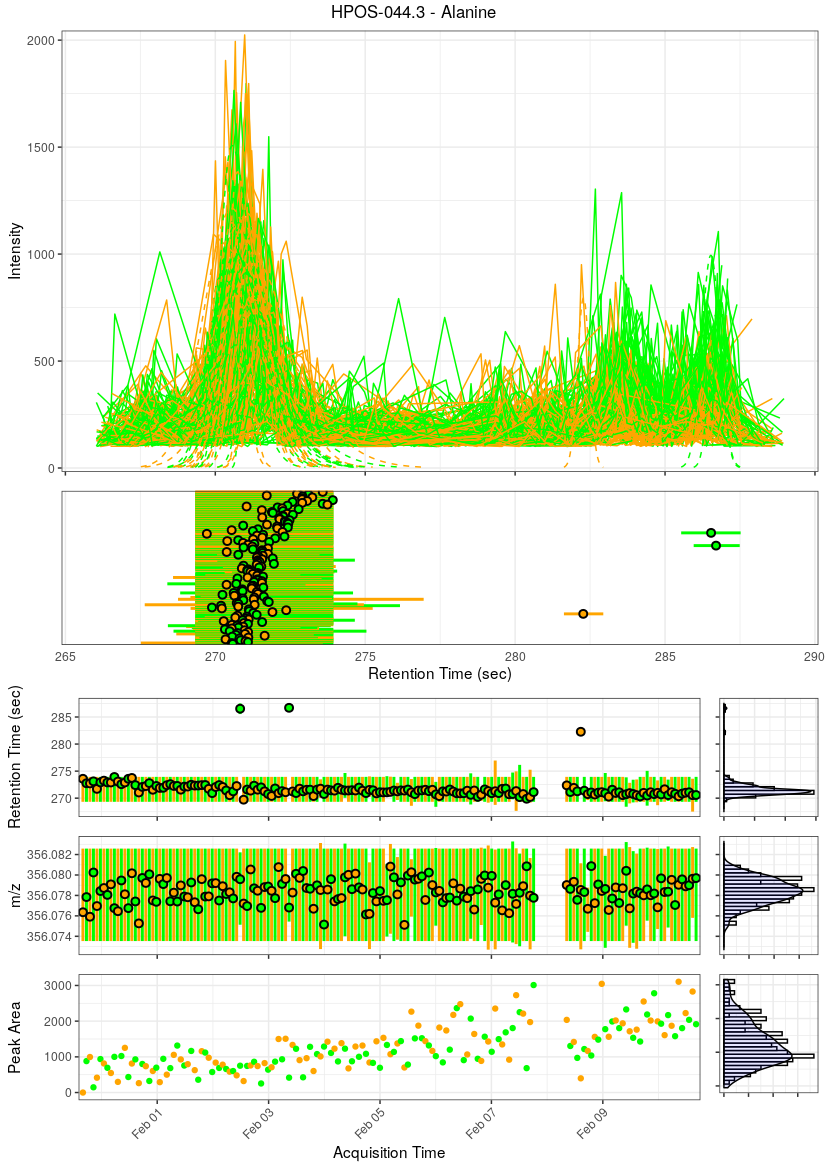 HPOS-044.3 - Alanine
2000
1500
1000
500
0
Intensity
265 270 275 280 285 290
Retention Time (sec)
285
280
275
270
Retention Time (sec)
356.082
356.080
356.078
356.076
356.074
m/z
3000
2000
1000
0
Peak Area
Feb 01 Feb 03 Feb 05 Feb 07 Feb 09
Acquisition Time